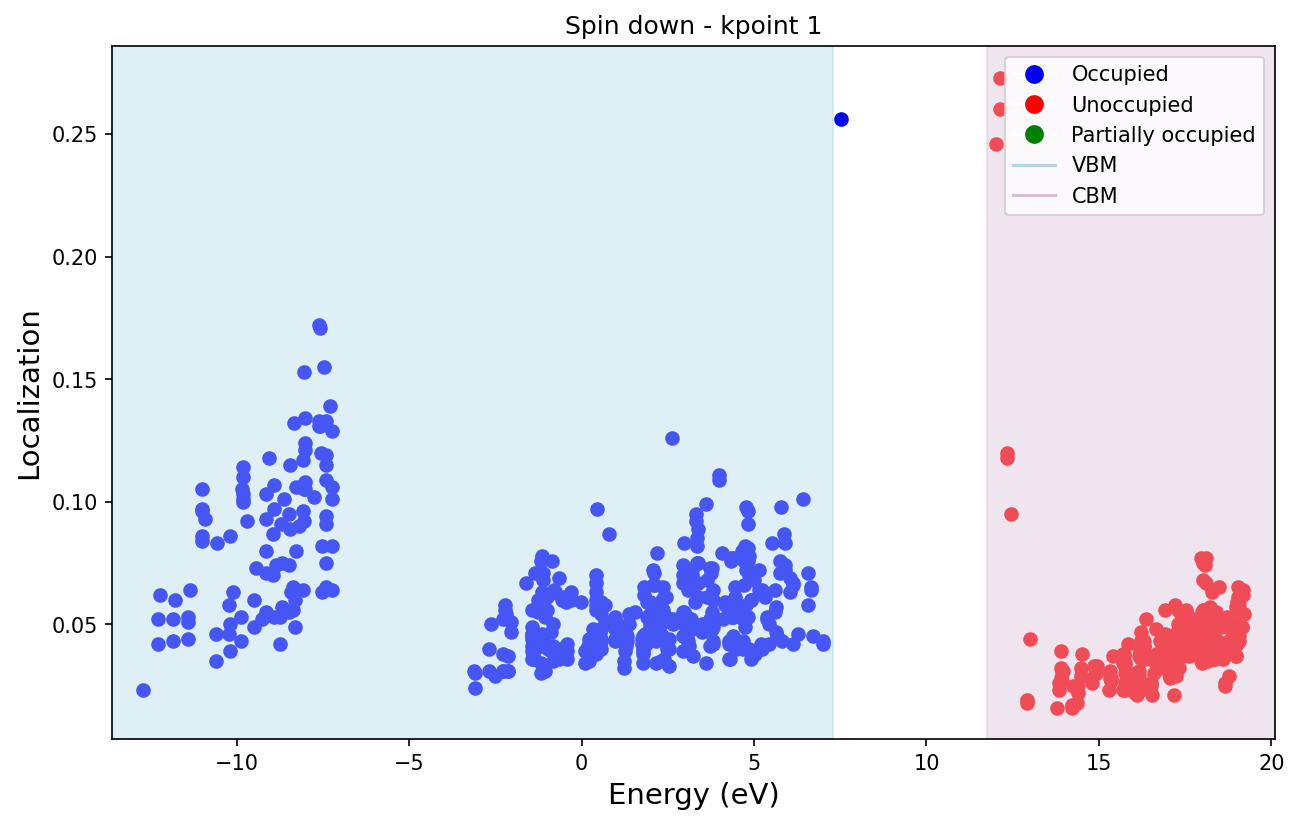 Spin down - kpoint 1
Localization
0.25
0.20
0.15
0.10
0.05
Occupied
Unoccupied
Partially occupied
VBM
CBM
−10
−5
0
5
10
15
20
Energy (eV)